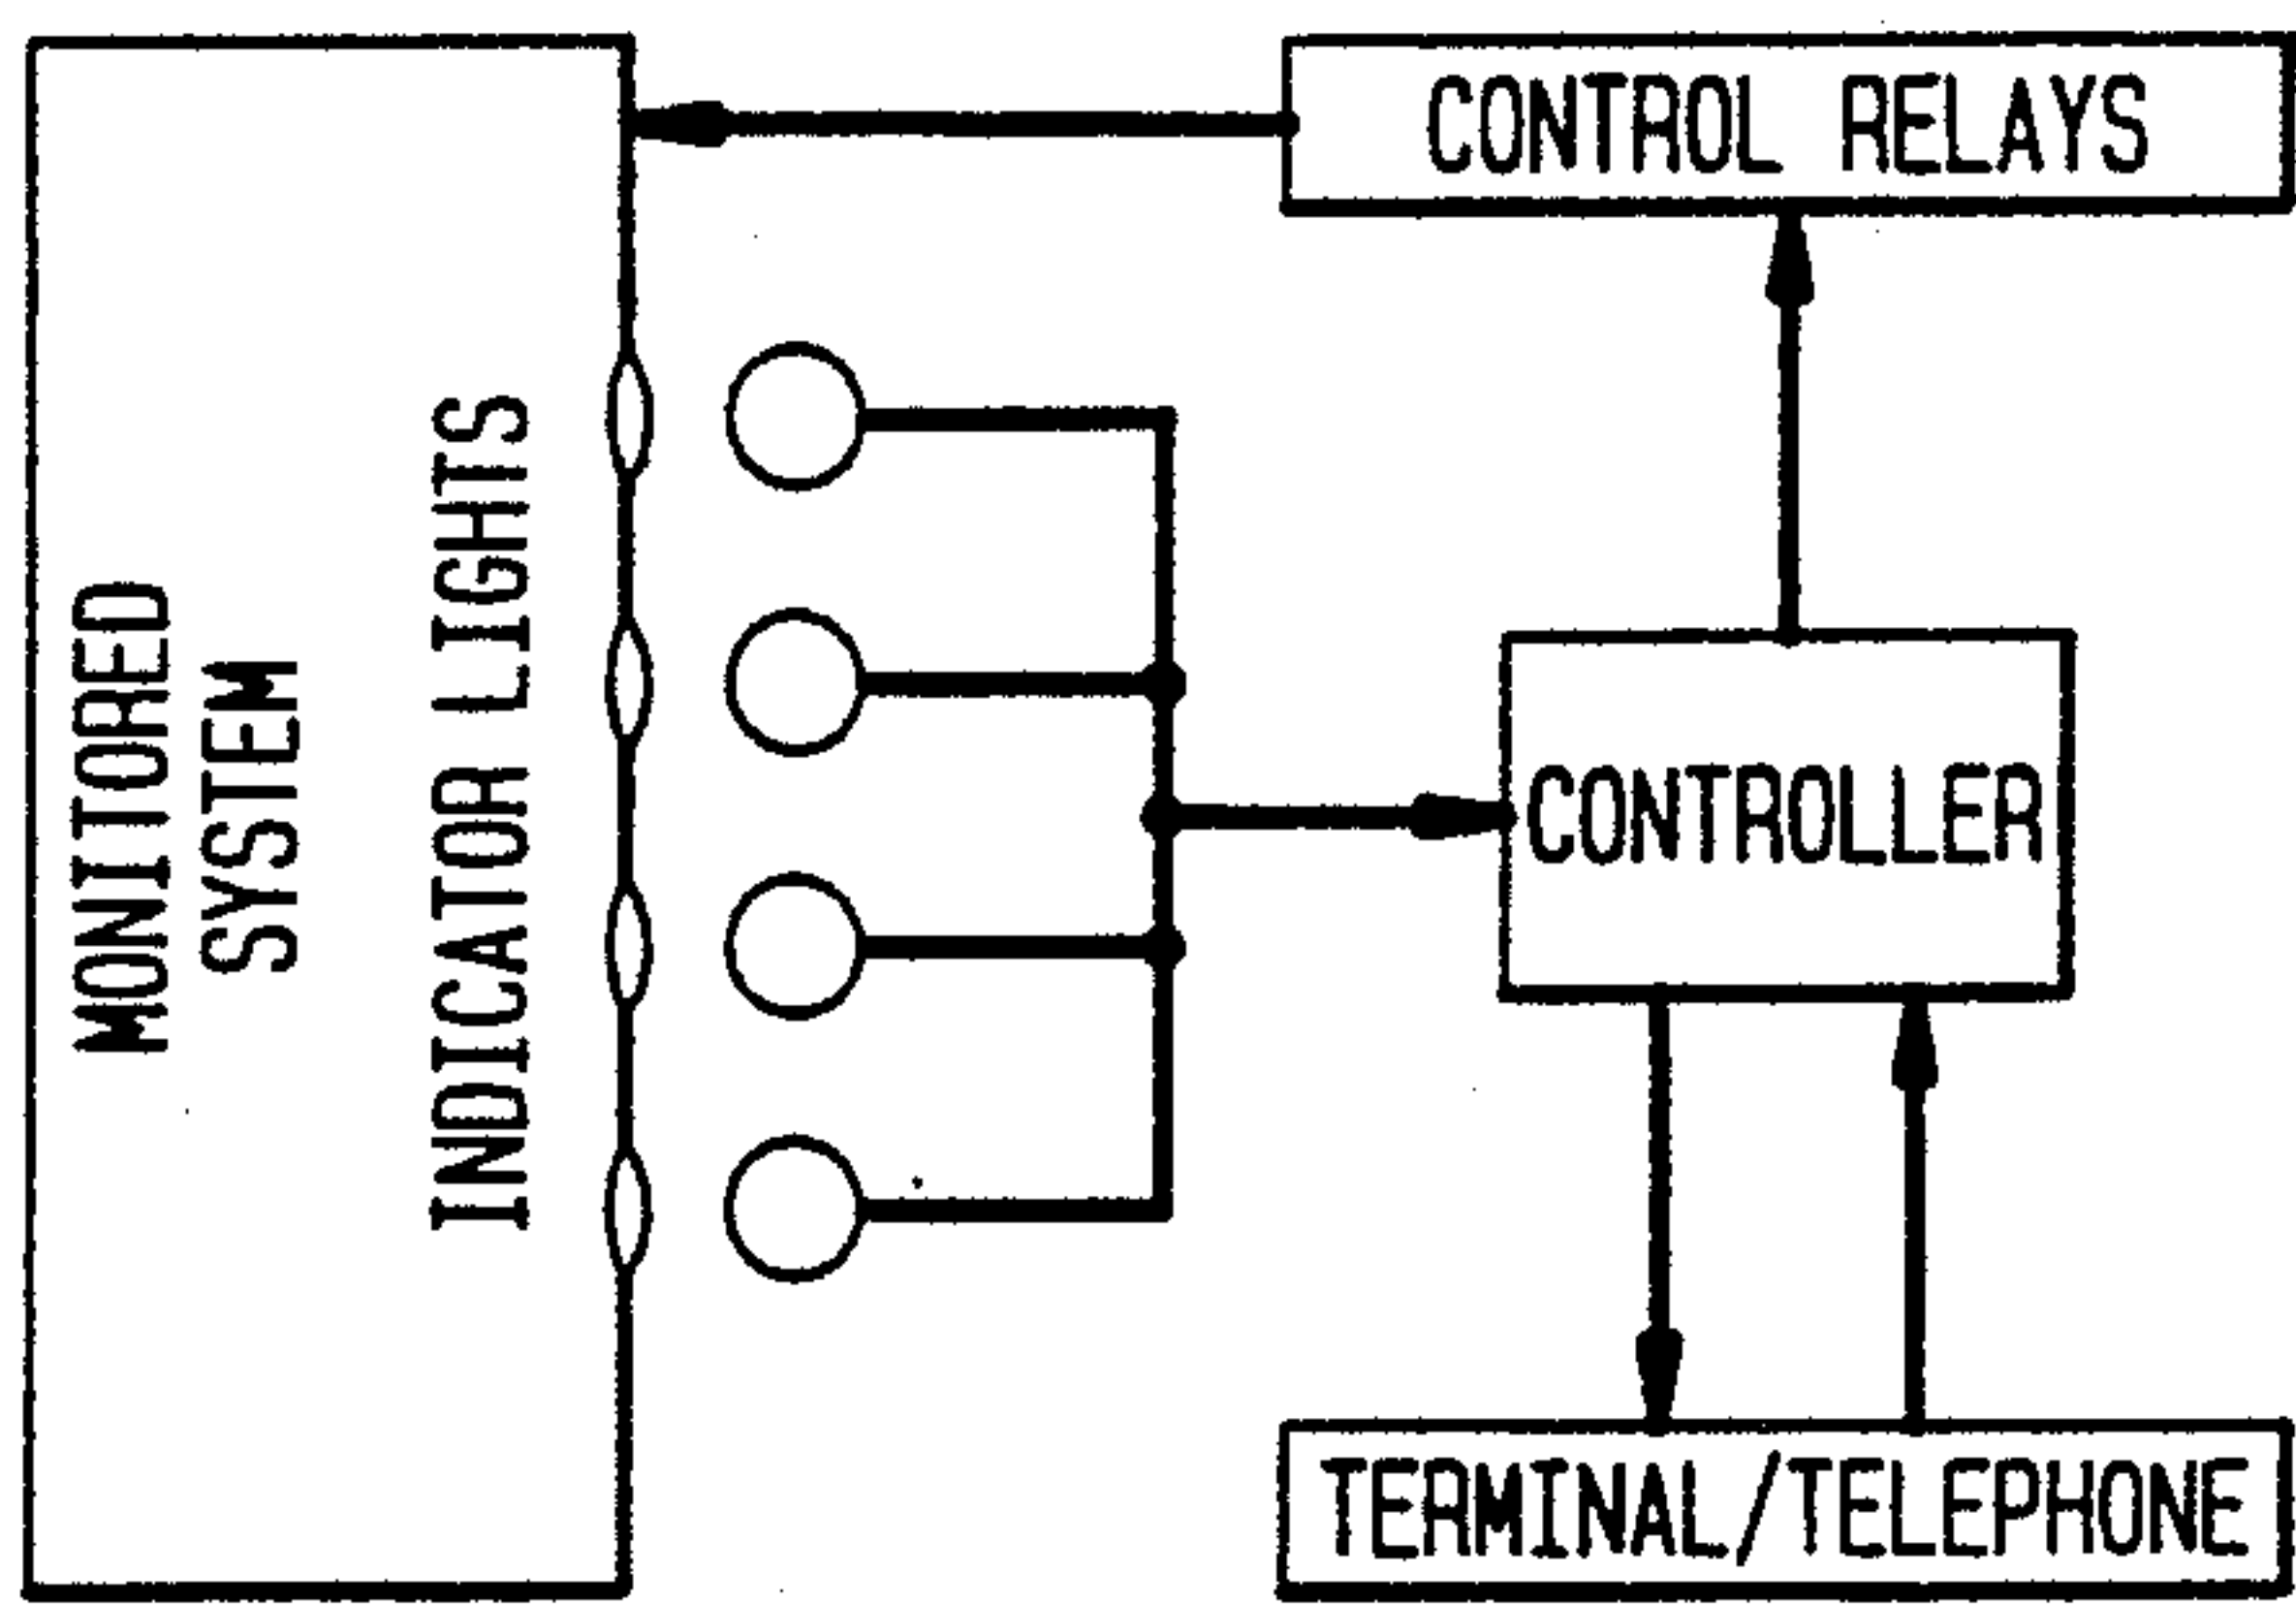 MONITORED
SYSTEM
INDICATOR LIGHTS
CONTROL RELAYS
CONTROLLER
TERMINAL/TELEPHONE